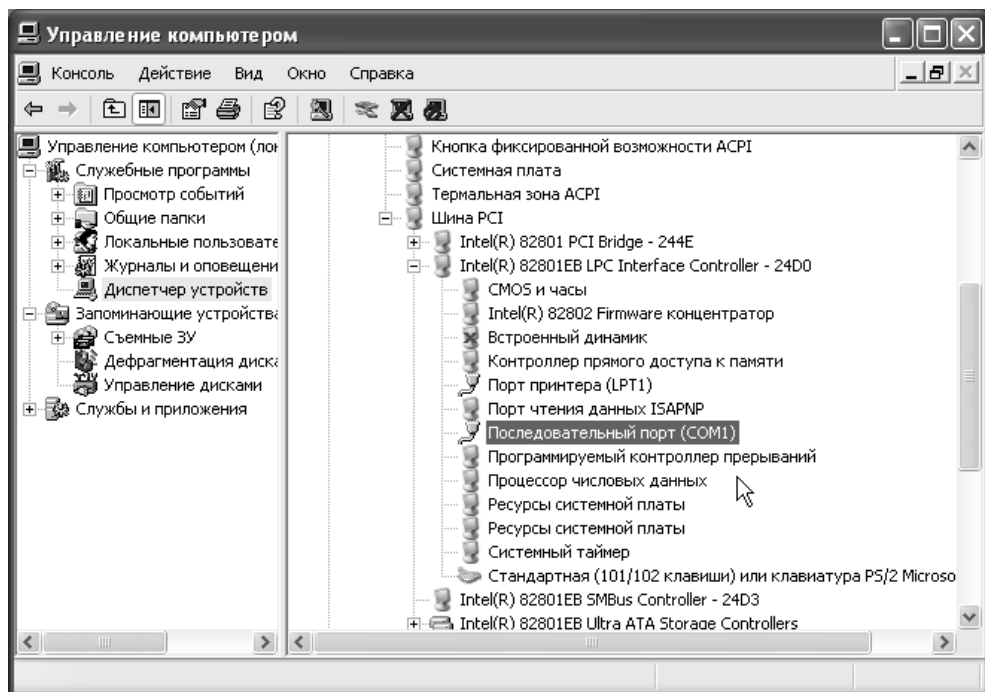 Управление компьютером
Консоль Действие Вид Окно Справка
Управление компьютером (лок
Служебные программы
Просмотр событий
Общие папки
Локальные пользовате
Журналы и оповещени
Диспетчер устройств
Запоминающие устройства
Съемные ЗУ
Дефрагментация диска
Управление дисками
Службы и приложения
Кнопка фиксированной возможности ACPI
Системная плата
Термальная зона ACPI
Шина PCI
Intel(R) 82801 PCI Bridge - 244E
Intel(R) 82801EB LPC Interface Controller - 24D0
CMOS и часы
Intel(R) 82802 Firmware концентратор
Встроенный динамик
Контроллер прямого доступа к памяти
Порт принтера (LPT1)
Порт чтения данных ISAPNP
Последовательный порт (COM1)
Программируемый контроллер прерываний
Процессор числовых данных
Ресурсы системной платы
Ресурсы системной платы
Системный таймер
Стандартная (101/102 клавиши) или клавиатура PS/2 Microso
Intel(R) 82801EB SMBus Controller - 24D3
Intel(R) 82801EB Ultra ATA Storage Controllers